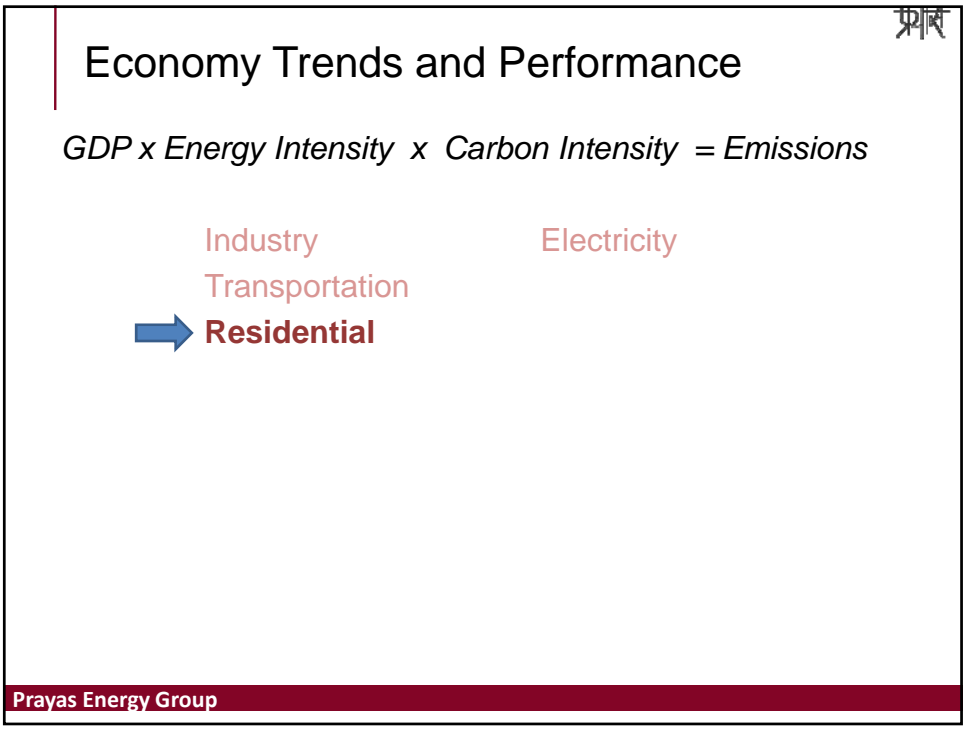 Economy Trends and Performance
GDP x Energy Intensity x Carbon Intensity = Emissions
Industry Electricity
Transportation
Residential
Prayas Energy Group